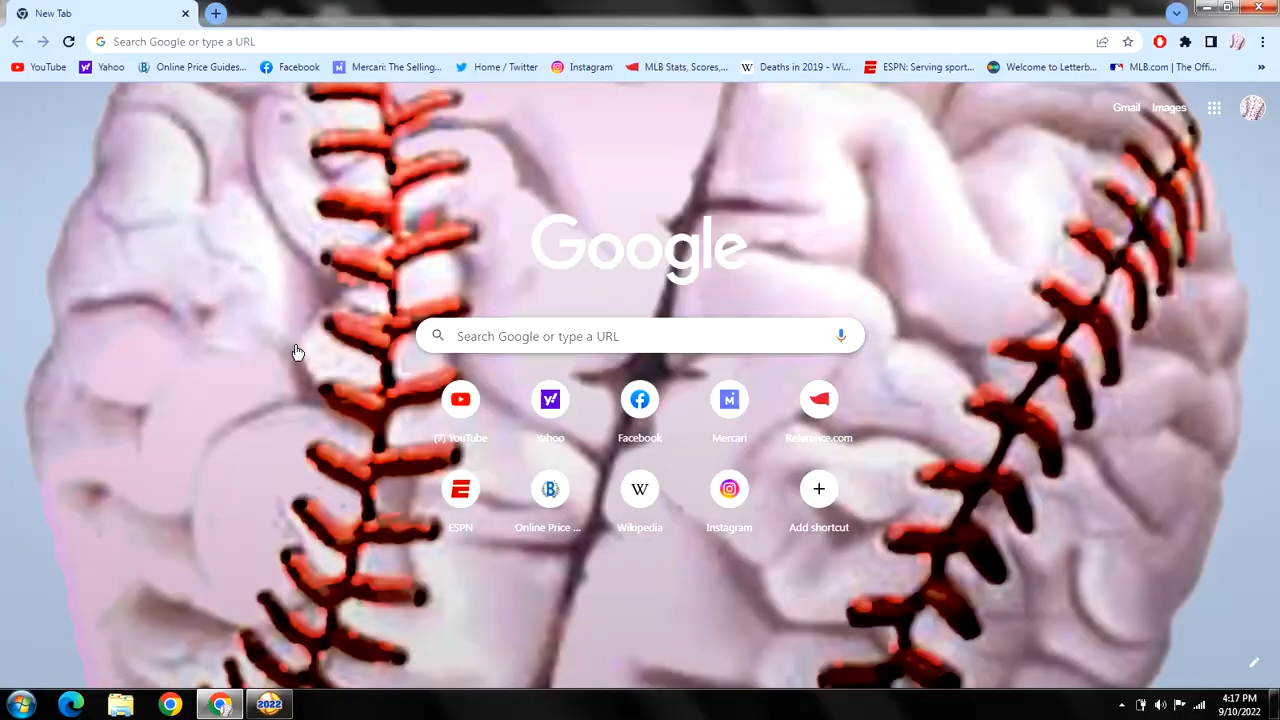 New Tab
Search Google or type a URL
YouTube Yahoo Online Price Guides... Facebook Mercari: The Selling... Home / Twitter Instagram MLB Stats, Scores,... W Deaths in 2019 - Wi... ESPN: Serving sport... Welcome to Letterb... MLB.com | The Offi... »
Gmail Images
Google
Search Google or type a URL
(7) YouTube Yahoo Facebook Mercari Reference.com
ESPN Online Price ... Wikipedia Instagram Add shortcut
2022
4:17 PM
9/10/2022